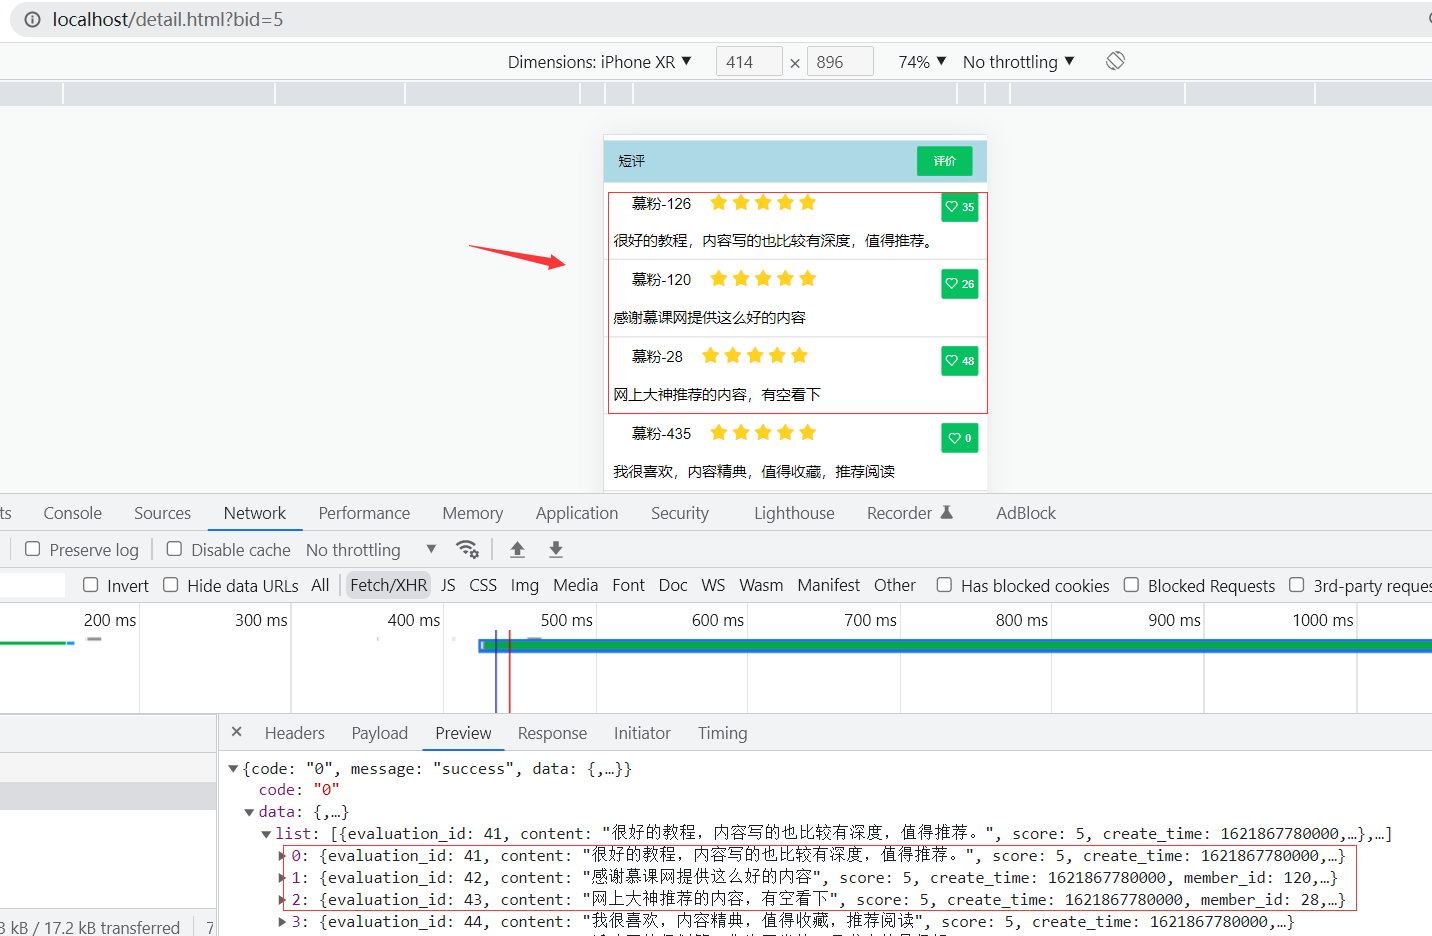 localhost/detail.html?bid=5
Dimensions: iPhone XR ▼ 414 × 896 74% ▼ No throttling ▼
短评 评价
慕粉-126 35
很好的教程，内容写的也比较有深度，值得推荐。
慕粉-120 26
感谢慕课网提供这么好的内容
慕粉-28 48
网上大神推荐的内容，有空看下
慕粉-435 0
我很喜欢，内容精典，值得收藏，推荐阅读
ts Console Sources Network Performance Memory Application Security Lighthouse Recorder AdBlock
Preserve log Disable cache No throttling ▼
Invert Hide data URLs All Fetch/XHR JS CSS Img Media Font Doc WS Wasm Manifest Other Has blocked cookies Blocked Requests 3rd-party reques
200 ms 300 ms 400 ms 500 ms 600 ms 700 ms 800 ms 900 ms 1000 ms
× Headers Payload Preview Response Initiator Timing
▼{code: "0", message: "success", data: {,…}}
code: "0"
▼data: {,…}
▼list: [{evaluation_id: 41, content: "很好的教程，内容写的也比较有深度，值得推荐。", score: 5, create_time: 1621867780000,…},…]
▶0: {evaluation_id: 41, content: "很好的教程，内容写的也比较有深度，值得推荐。", score: 5, create_time: 1621867780000,…}
▶1: {evaluation_id: 42, content: "感谢慕课网提供这么好的内容", score: 5, create_time: 1621867780000, member_id: 120,…}
▶2: {evaluation_id: 43, content: "网上大神推荐的内容，有空看下", score: 5, create_time: 1621867780000, member_id: 28,…}
▶3: {evaluation_id: 44, content: "我很喜欢，内容精典，值得收藏，推荐阅读", score: 5, create_time: 1621867780000,…}
3 kB / 17.2 kB transferred 7